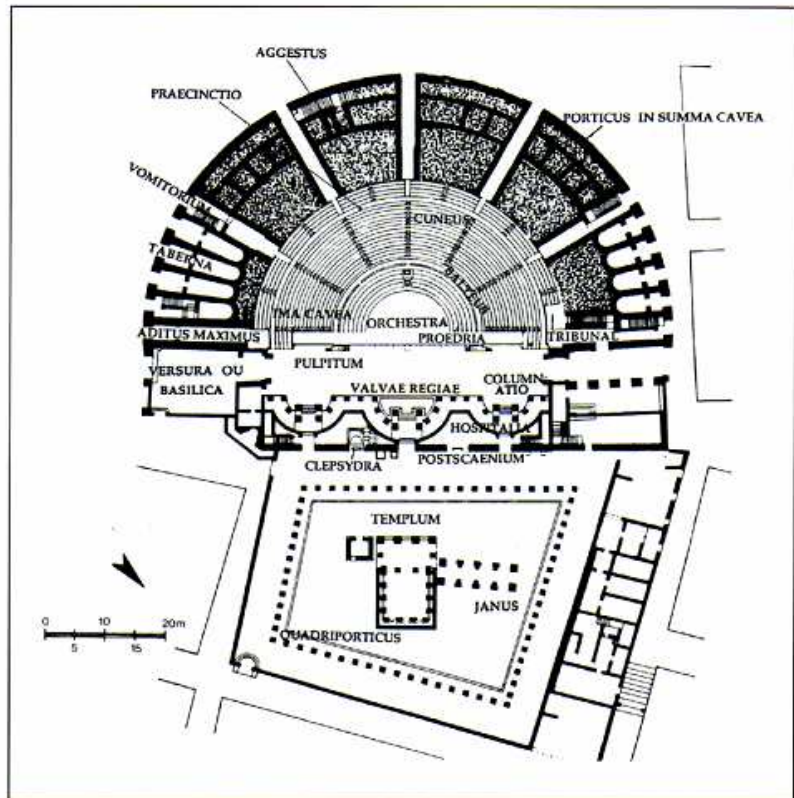 AGGESTUS
PRAECINCTIO
PORTICUS IN SUMMA CAVEA
VOMITORIUM
CUNEUS
TABERNA
BALTEUS
IMA CAVEA
ORCHESTRA
ADITUS MAXIMUS
PROEDRIA
TRIBUNAL
PULPITUM
VERSURA OU
BASILICA
VALVAE REGIAE
COLUMN-
ATIO
HOSPITALIA
CLEPSYDRA
POSTSCAENIUM
TEMPLUM
JANUS
QUADRIPORTICUS
0 10 20m
5 15